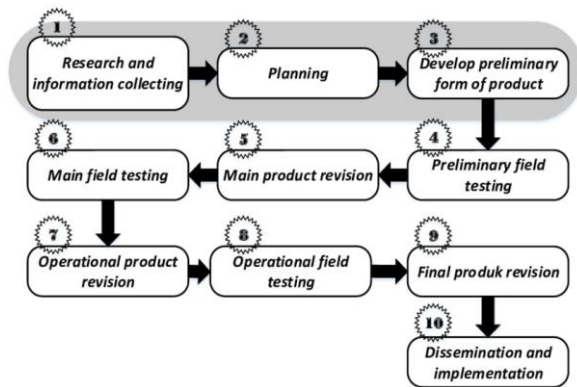 1
Research and
information collecting
2
Planning
3
Develop preliminary
form of product
4
Preliminary field
testing
5
Main product revision
6
Main field testing
7
Operational product
revision
8
Operational field
testing
9
Final produk revision
10
Dissemination and
implementation